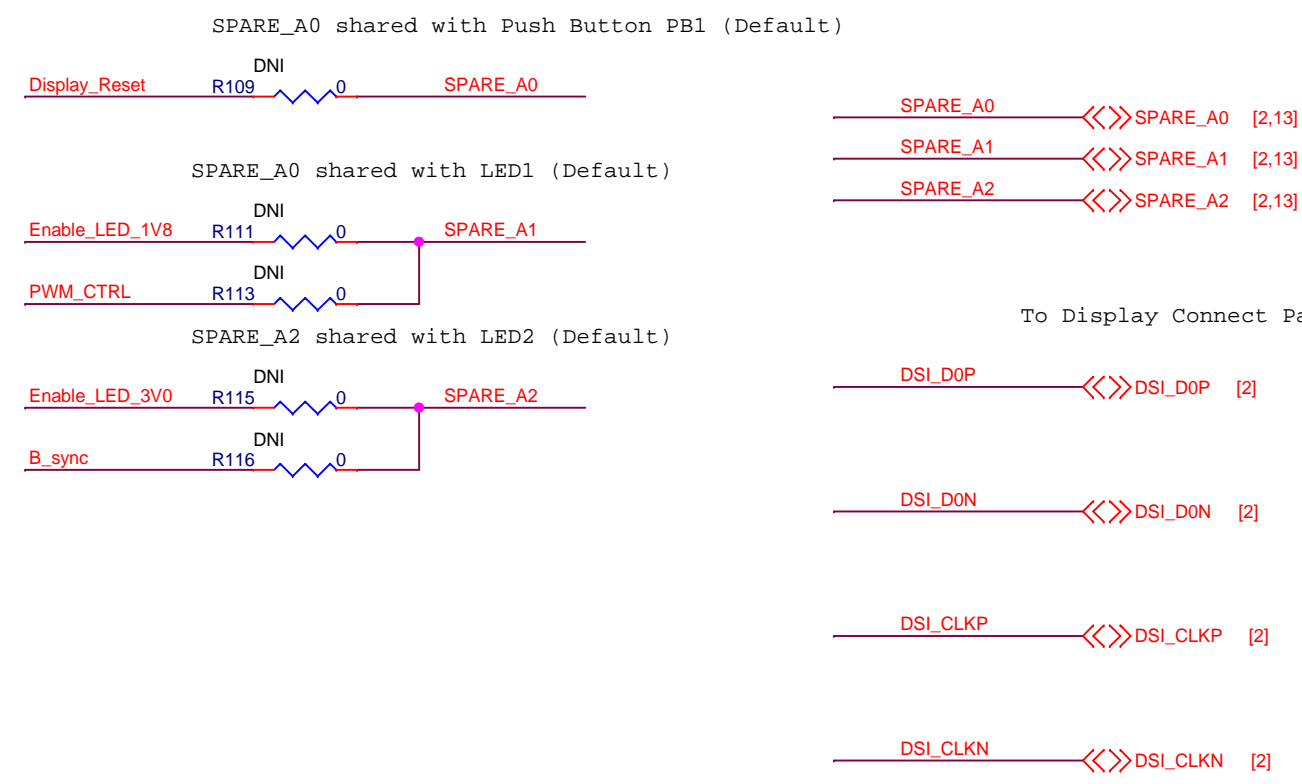 SPARE_A0 shared with Push Button PB1 (Default)
DNI
Display_Reset R109 0 SPARE_A0
SPARE_A0 shared with LED1 (Default)
DNI
Enable_LED_1V8 R111 0 SPARE_A1
DNI
PWM_CTRL R113 0
SPARE_A2 shared with LED2 (Default)
DNI
Enable_LED_3V0 R115 0 SPARE_A2
DNI
B_sync R116 0
SPARE_A0 SPARE_A0 [2,13]
SPARE_A1 SPARE_A1 [2,13]
SPARE_A2 SPARE_A2 [2,13]
To Display Connect Pa
DSI_D0P DSI_D0P [2]
DSI_D0N DSI_D0N [2]
DSI_CLKP DSI_CLKP [2]
DSI_CLKN DSI_CLKN [2]